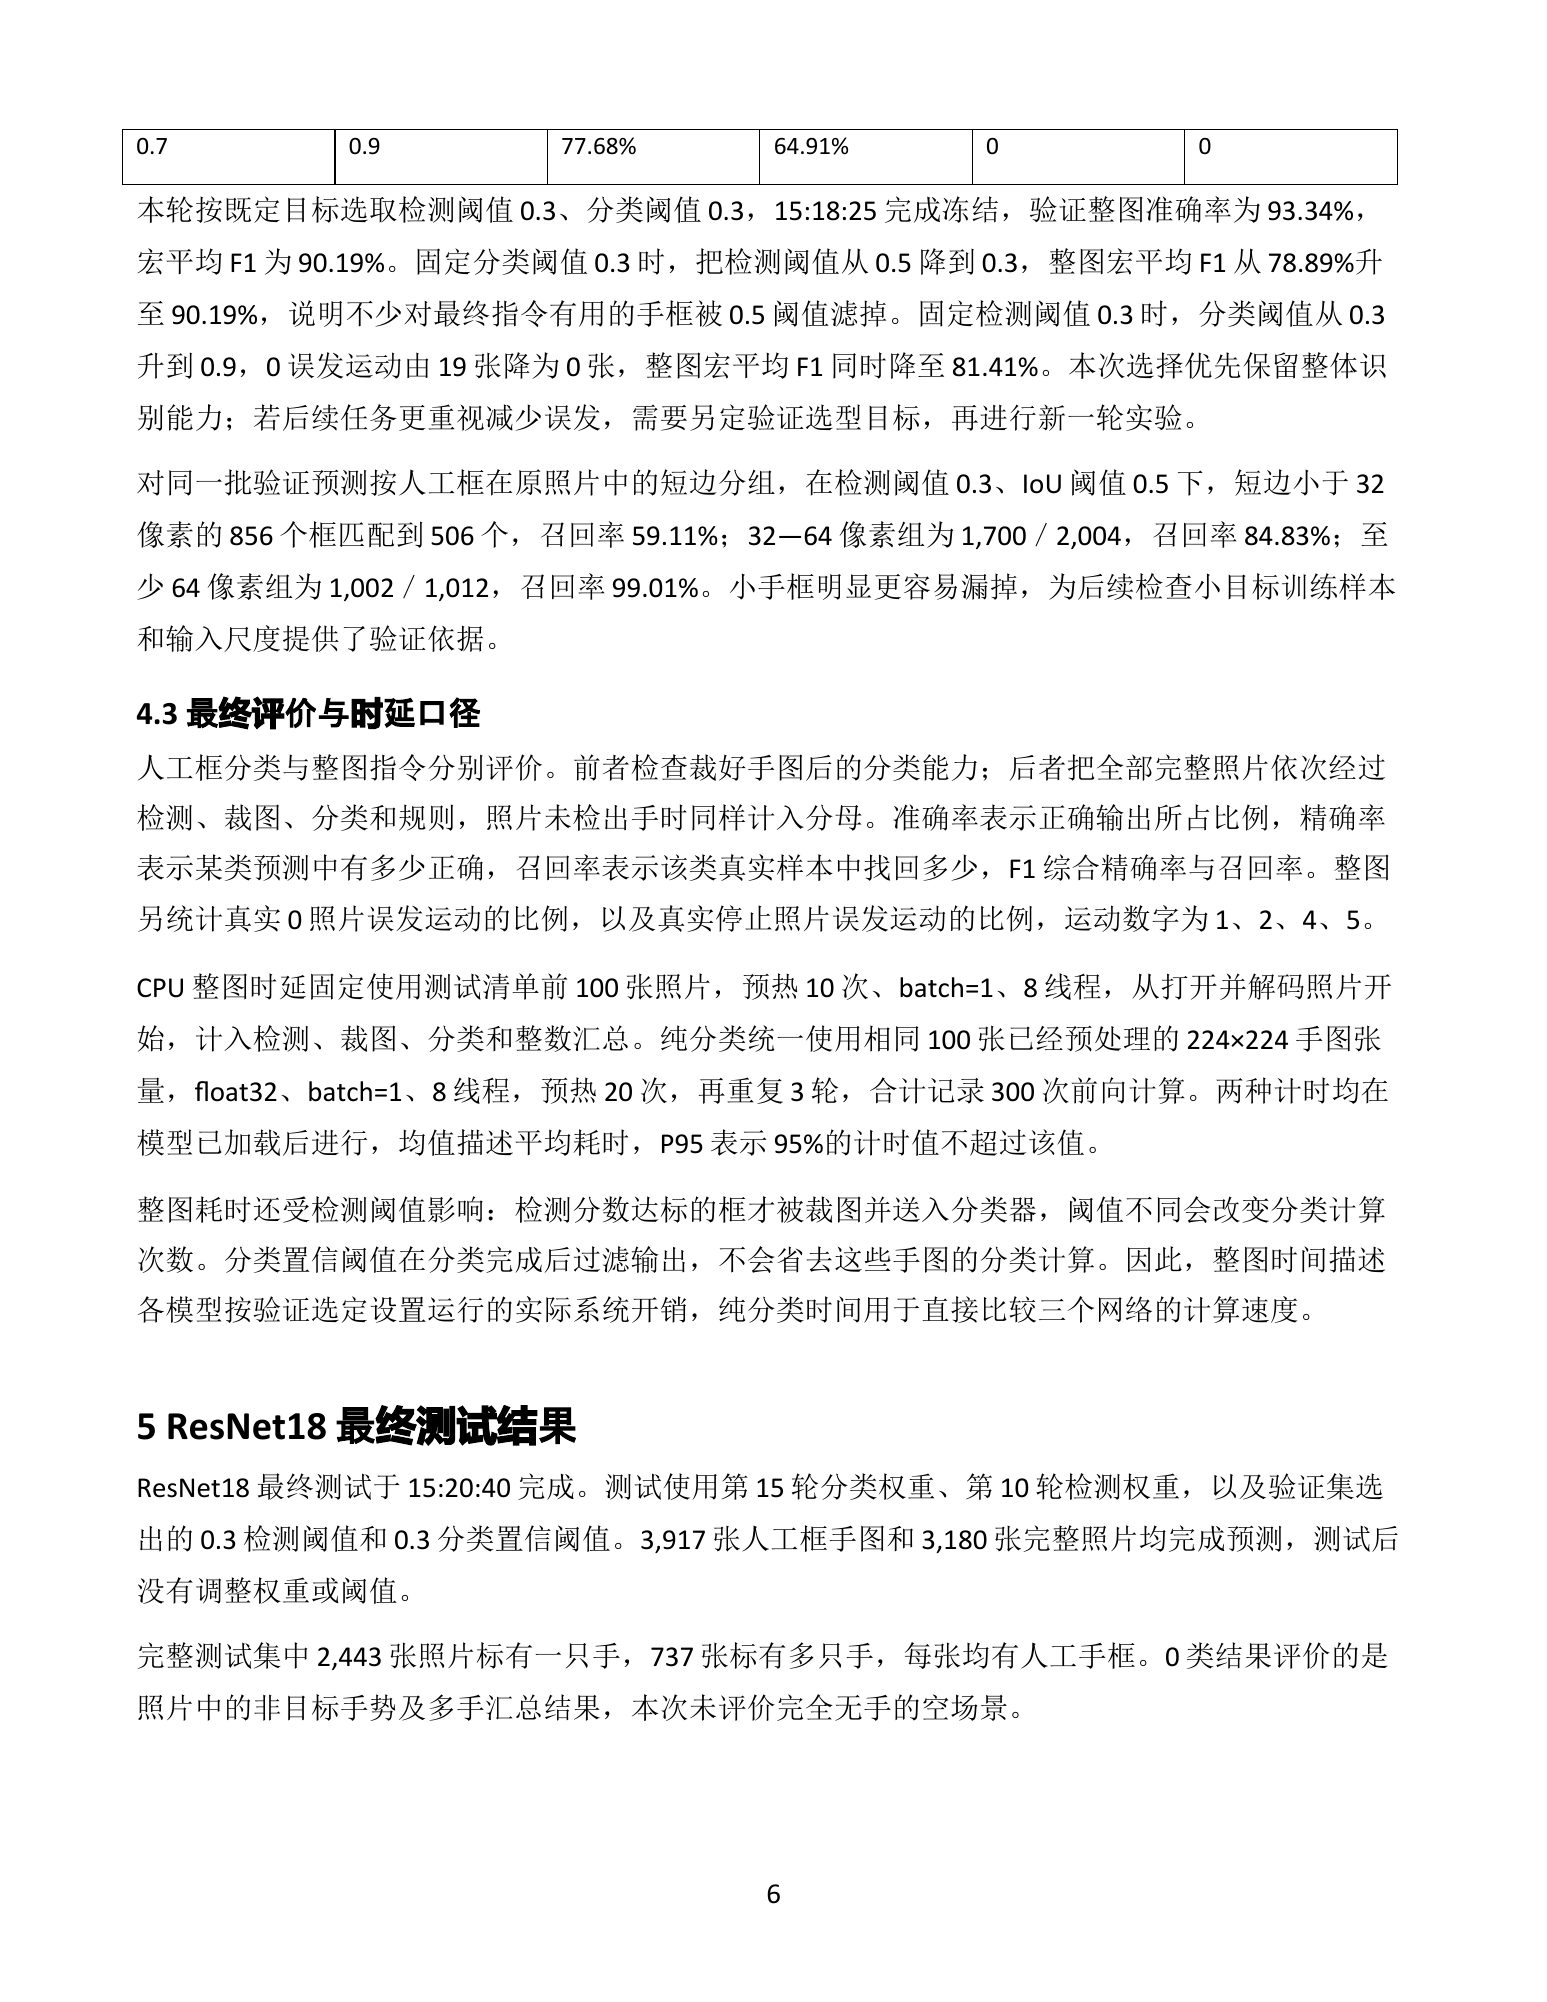 0.7 0.9 77.68% 64.91% 0 0
本轮按既定目标选取检测阈值 0.3、分类阈值 0.3，15:18:25 完成冻结，验证整图准确率为 93.34%，
宏平均 F1 为 90.19%。固定分类阈值 0.3 时，把检测阈值从 0.5 降到 0.3，整图宏平均 F1 从 78.89%升
至 90.19%，说明不少对最终指令有用的手框被 0.5 阈值滤掉。固定检测阈值 0.3 时，分类阈值从 0.3
升到 0.9，0 误发运动由 19 张降为 0 张，整图宏平均 F1 同时降至 81.41%。本次选择优先保留整体识
别能力；若后续任务更重视减少误发，需要另定验证选型目标，再进行新一轮实验。
对同一批验证预测按人工框在原照片中的短边分组，在检测阈值 0.3、IoU 阈值 0.5 下，短边小于 32
像素的 856 个框匹配到 506 个，召回率 59.11%；32—64 像素组为 1,700／2,004，召回率 84.83%；至
少 64 像素组为 1,002／1,012，召回率 99.01%。小手框明显更容易漏掉，为后续检查小目标训练样本
和输入尺度提供了验证依据。
4.3 最终评价与时延口径
人工框分类与整图指令分别评价。前者检查裁好手图后的分类能力；后者把全部完整照片依次经过
检测、裁图、分类和规则，照片未检出手时同样计入分母。准确率表示正确输出所占比例，精确率
表示某类预测中有多少正确，召回率表示该类真实样本中找回多少，F1 综合精确率与召回率。整图
另统计真实 0 照片误发运动的比例，以及真实停止照片误发运动的比例，运动数字为 1、2、4、5。
CPU 整图时延固定使用测试清单前 100 张照片，预热 10 次、batch=1、8 线程，从打开并解码照片开
始，计入检测、裁图、分类和整数汇总。纯分类统一使用相同 100 张已经预处理的 224×224 手图张
量，float32、batch=1、8 线程，预热 20 次，再重复 3 轮，合计记录 300 次前向计算。两种计时均在
模型已加载后进行，均值描述平均耗时，P95 表示 95%的计时值不超过该值。
整图耗时还受检测阈值影响：检测分数达标的框才被裁图并送入分类器，阈值不同会改变分类计算
次数。分类置信阈值在分类完成后过滤输出，不会省去这些手图的分类计算。因此，整图时间描述
各模型按验证选定设置运行的实际系统开销，纯分类时间用于直接比较三个网络的计算速度。
5 ResNet18 最终测试结果
ResNet18 最终测试于 15:20:40 完成。测试使用第 15 轮分类权重、第 10 轮检测权重，以及验证集选
出的 0.3 检测阈值和 0.3 分类置信阈值。3,917 张人工框手图和 3,180 张完整照片均完成预测，测试后
没有调整权重或阈值。
完整测试集中 2,443 张照片标有一只手，737 张标有多只手，每张均有人工手框。0 类结果评价的是
照片中的非目标手势及多手汇总结果，本次未评价完全无手的空场景。
6